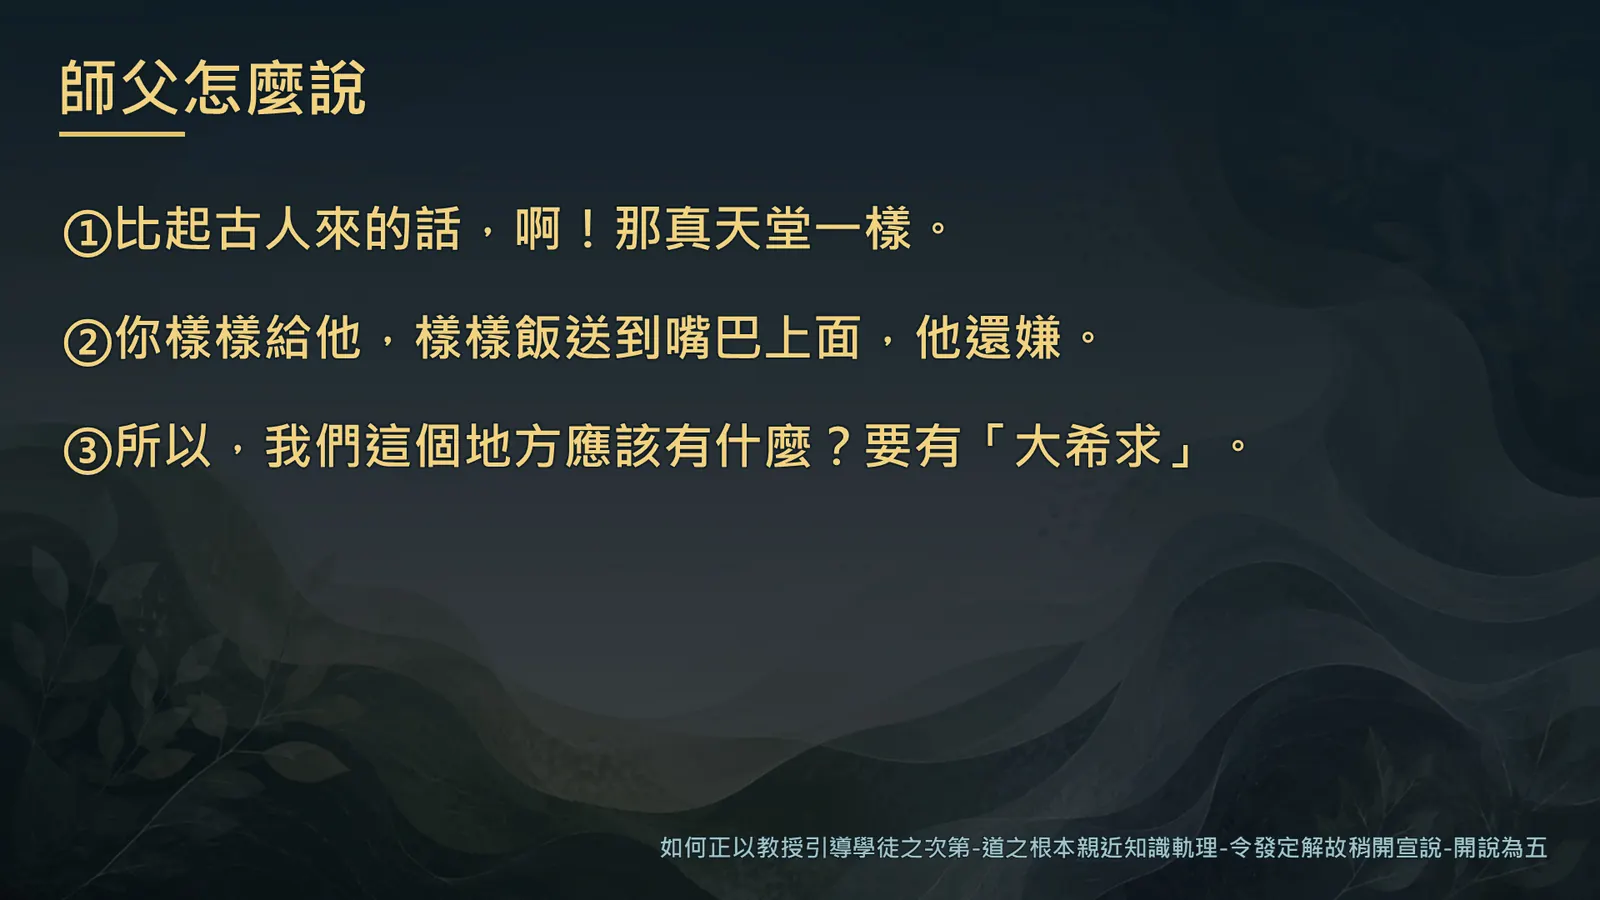 師父怎麼說
①比起古人來的話，啊！那真天堂一樣。
②你樣樣給他，樣樣飯送到嘴巴上面，他還嫌。
③所以，我們這個地方應該有什麼？要有「大希求」。
如何正以教授引導學徒之次第-道之根本親近知識軌理-令發定解故稍開宣說-開說為五